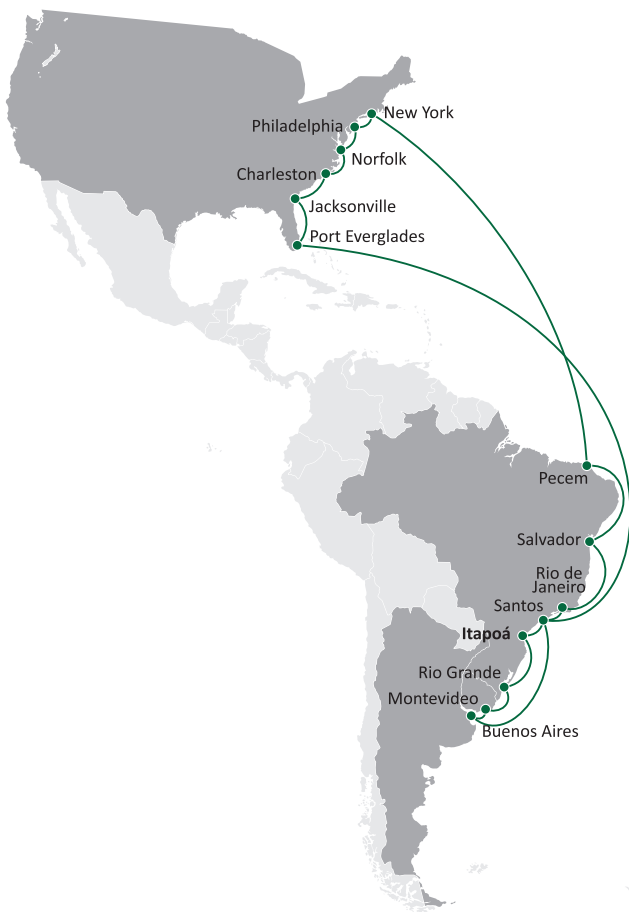 New York
Philadelphia
Norfolk
Charleston
Jacksonville
Port Everglades
Pecem
Salvador
Rio de
Janeiro
Santos
Itapoá
Rio Grande
Montevideo
Buenos Aires